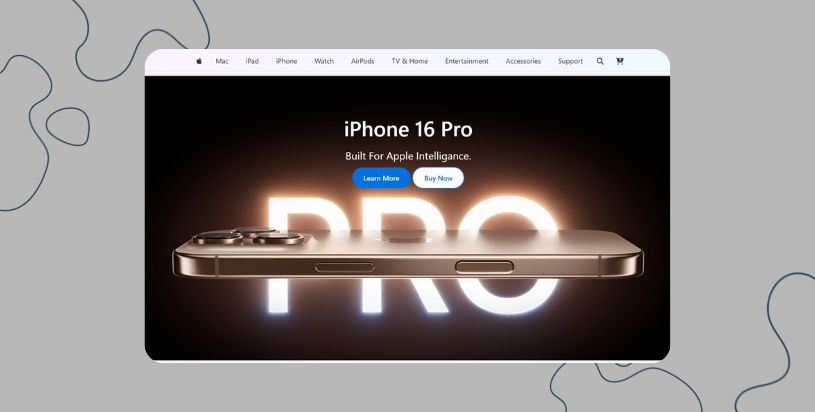 Mac iPad iPhone Watch AirPods TV & Home Entertainment Accessories Support
iPhone 16 Pro
Built For Apple Intelligance.
Learn More Buy Now
PRO